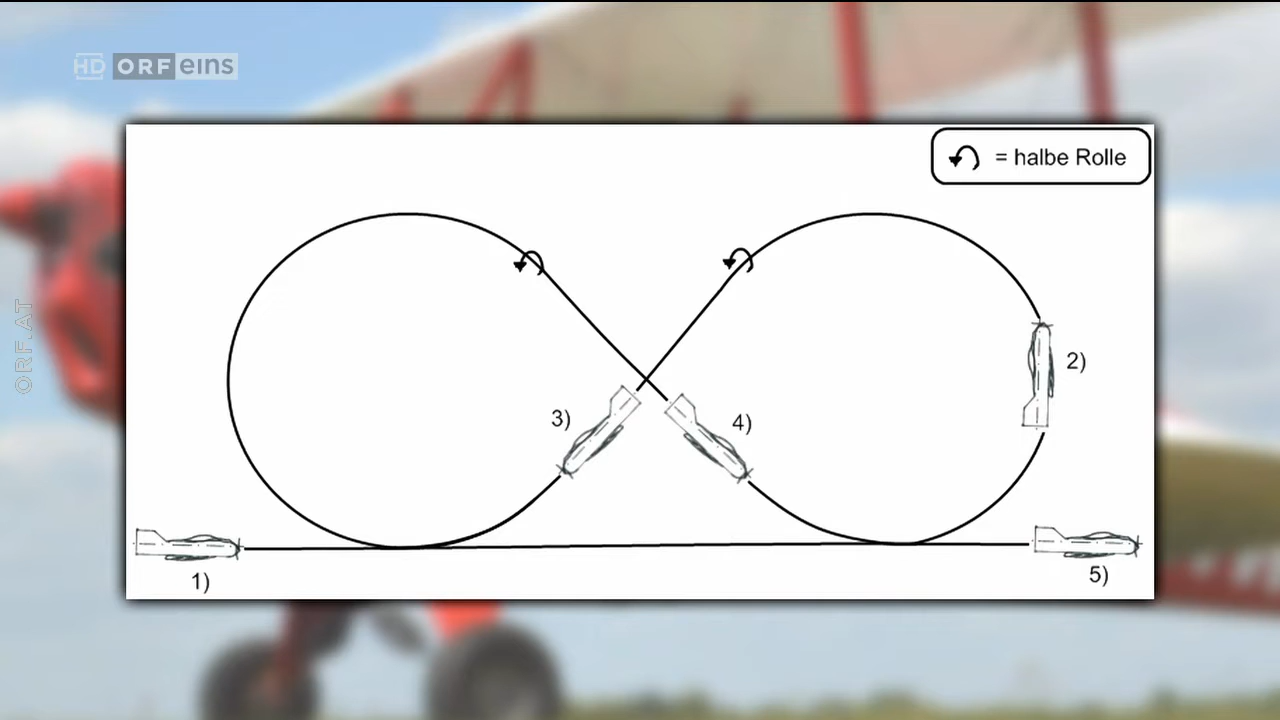 HD ORF eins
= halbe Rolle
2)
3)
4)
1)
5)
ORF.AT